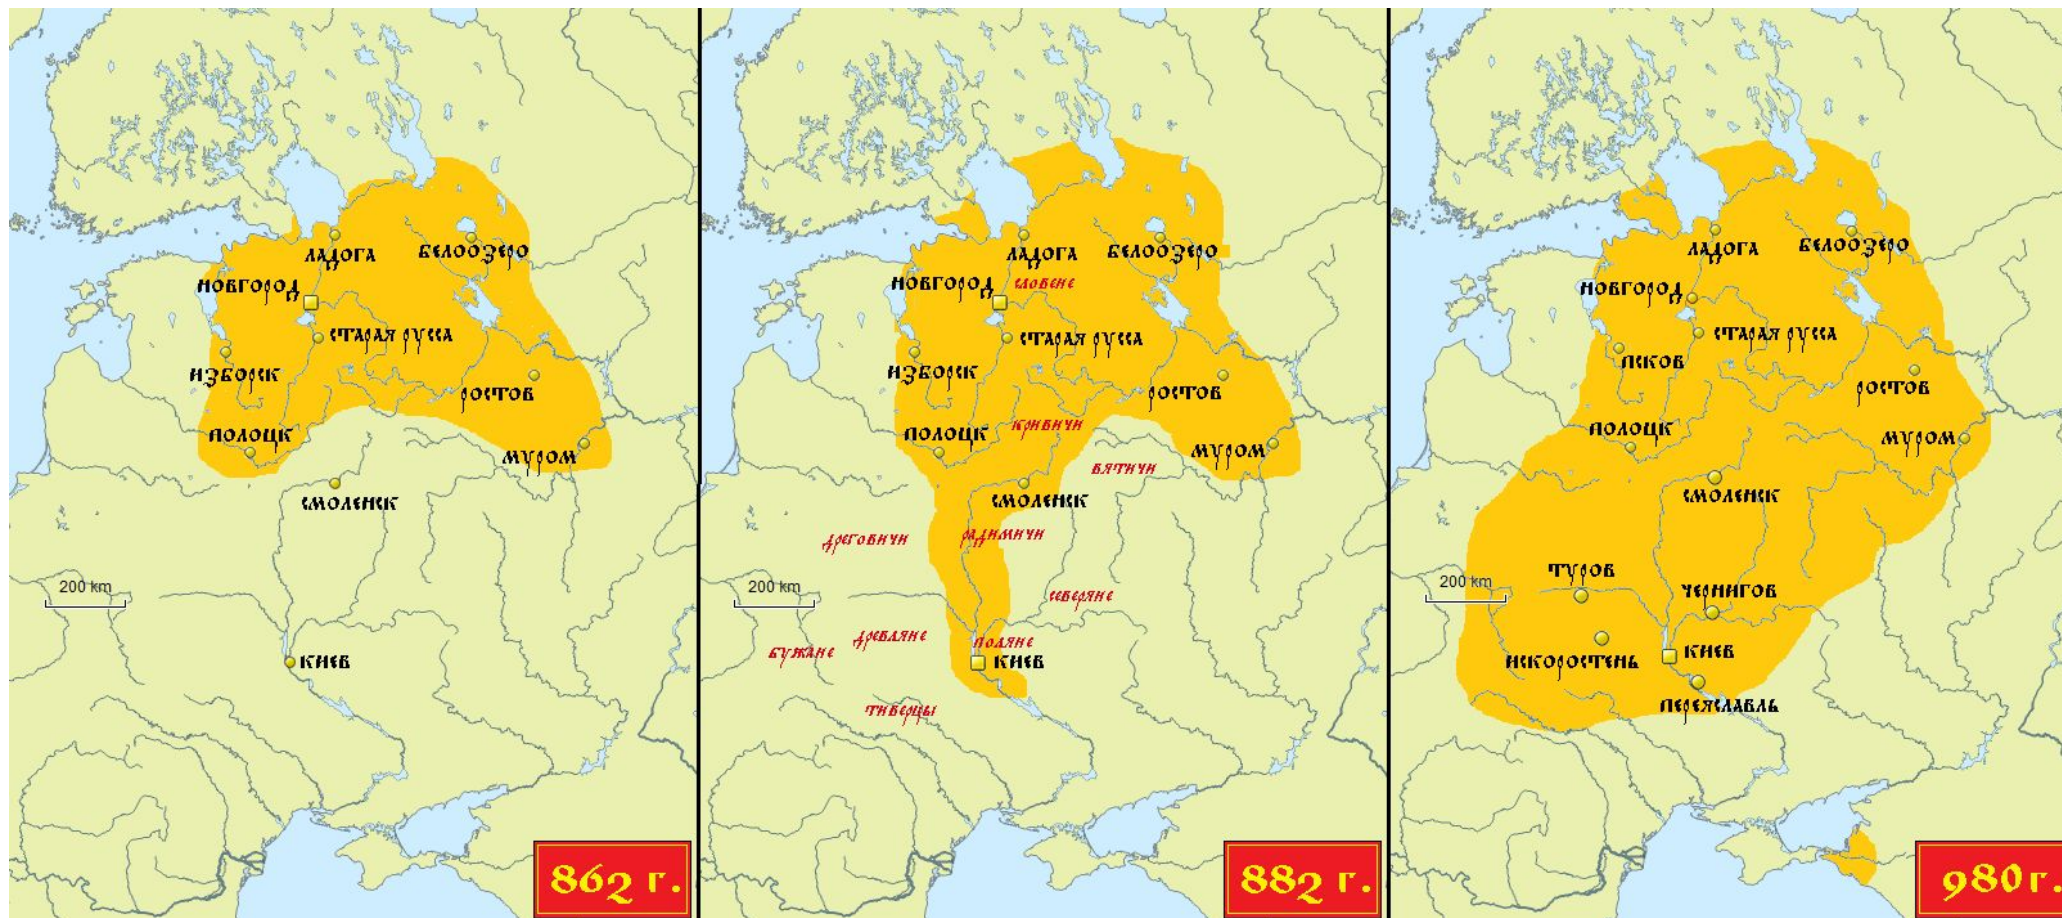 ЛАДОГА
БЕЛООЗЕРО
НОВГОРОД
СТАРАЯ РУССА
ИЗБОРСК
РОСТОВ
ПОЛОЦК
МУРОМ
СМОЛЕНСК
200 km
КИЕВ
862 г.
ЛАДОГА
БЕЛООЗЕРО
НОВГОРОД
СЛОВЕНЕ
СТАРАЯ РУССА
ИЗБОРСК
РОСТОВ
КРИВИЧИ
ПОЛОЦК
МУРОМ
ВЯТИЧИ
СМОЛЕНСК
ДРЕГОВИЧИ
РАДИМИЧИ
200 km
СЕВЕРЯНЕ
ДРЕВЛЯНЕ
ПОЛЯНЕ
БУЖАНЕ
КИЕВ
ТИВЕРЦЫ
882 г.
ЛАДОГА
БЕЛООЗЕРО
НОВГОРОД
СТАРАЯ РУССА
ПСКОВ
РОСТОВ
ПОЛОЦК
МУРОМ
СМОЛЕНСК
ТУРОВ
200 km
ЧЕРНИГОВ
ИСКОРОСТЕНЬ
КИЕВ
ПЕРЕЯСЛАВЛЬ
980 г.